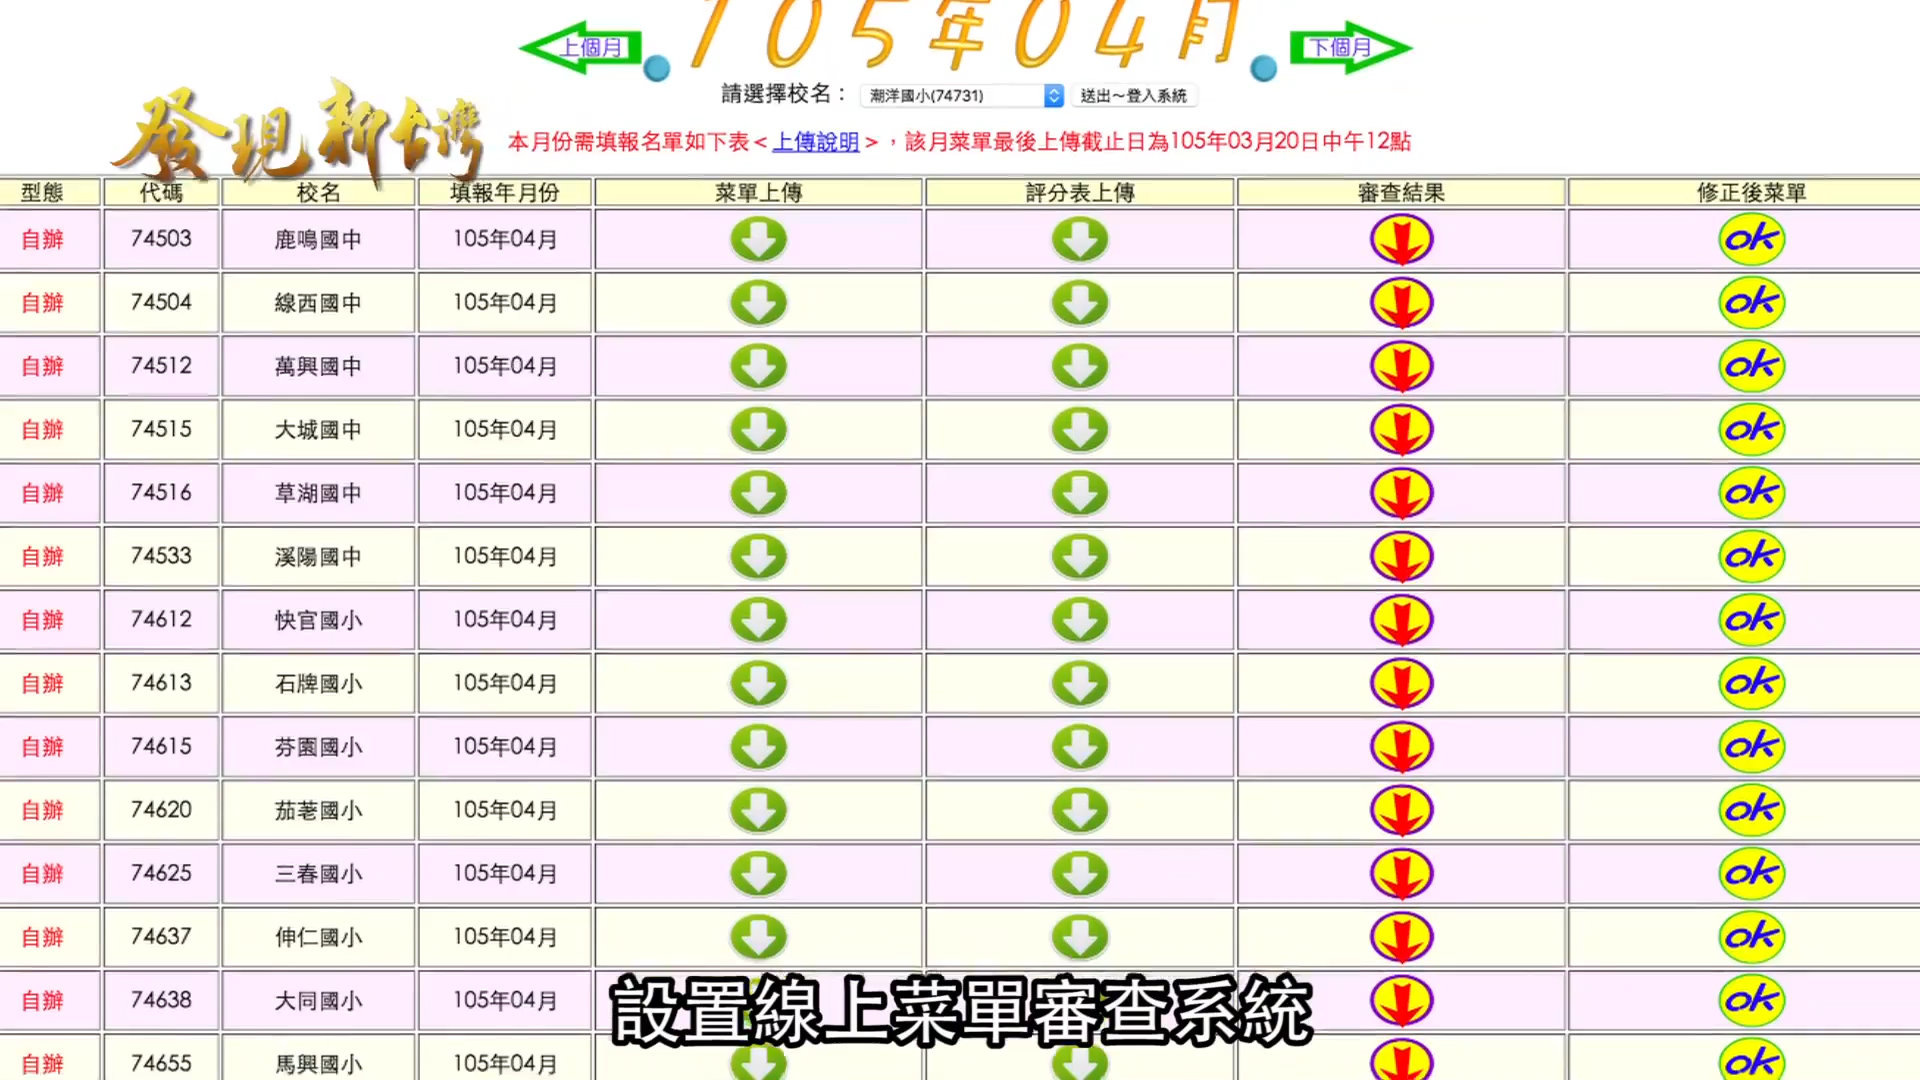 105年04月
上個月
下個月
請選擇校名： 潮洋國小(74731) 送出～登入系統
發現新台灣
本月份需填報名單如下表＜上傳說明＞，該月菜單最後上傳截止日為105年03月20日中午12點
型態 代碼 校名 填報年月份 菜單上傳 評分表上傳 審查結果 修正後菜單
自辦 74503 鹿鳴國中 105年04月 ok
自辦 74504 線西國中 105年04月 ok
自辦 74512 萬興國中 105年04月 ok
自辦 74515 大城國中 105年04月 ok
自辦 74516 草湖國中 105年04月 ok
自辦 74533 溪陽國中 105年04月 ok
自辦 74612 快官國小 105年04月 ok
自辦 74613 石牌國小 105年04月 ok
自辦 74615 芬園國小 105年04月 ok
自辦 74620 茄荖國小 105年04月 ok
自辦 74625 三春國小 105年04月 ok
自辦 74637 伸仁國小 105年04月 ok
自辦 74638 大同國小 105年04月 ok
自辦 74655 馬興國小 105年04月 ok
設置線上菜單審查系統